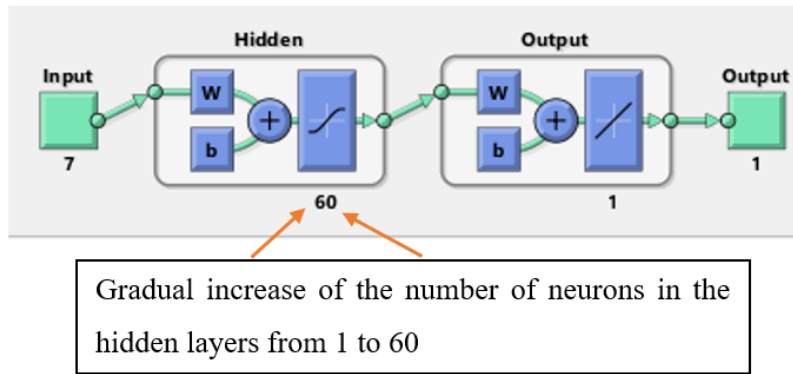 Hidden
Output
Input
W
b
+
W
b
+
Output
7
60
1
1
Gradual increase of the number of neurons in the
hidden layers from 1 to 60